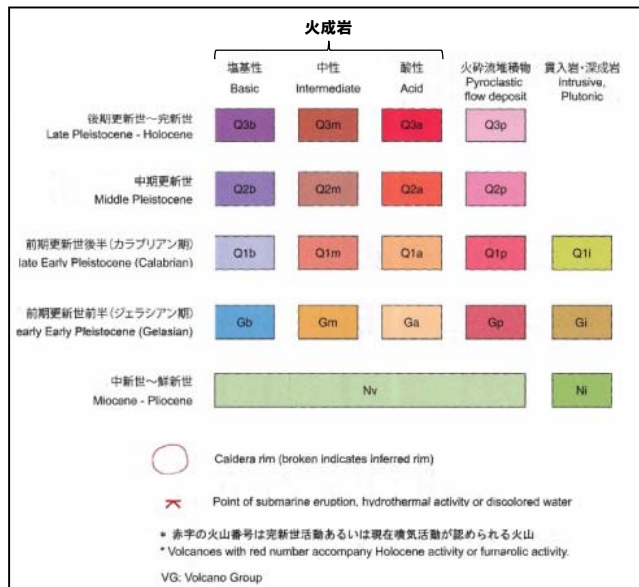 火成岩
塩基性 中性 酸性 火砕流堆積物 貫入岩・深成岩
Basic Intermediate Acid Pyroclastic flow deposit Intrusive, Plutonic
後期更新世～完新世
Late Pleistocene - Holocene
Q3b Q3m Q3a Q3p
中期更新世
Middle Pleistocene
Q2b Q2m Q2a Q2p
前期更新世後半(カラブリアン期)
late Early Pleistocene (Calabrian)
Q1b Q1m Q1a Q1p Q1i
前期更新世前半(ジェラシアン期)
early Early Pleistocene (Gelasian)
Gb Gm Ga Gp Gi
中新世～鮮新世
Miocene - Pliocene
Nv Ni
Caldera rim (broken indicates inferred rim)
Point of submarine eruption, hydrothermal activity or discolored water
* 赤字の火山番号は完新世活動あるいは現在噴気活動が認められる火山
* Volcanoes with red number accompany Holocene activity or fumarolic activity.
VG: Volcano Group